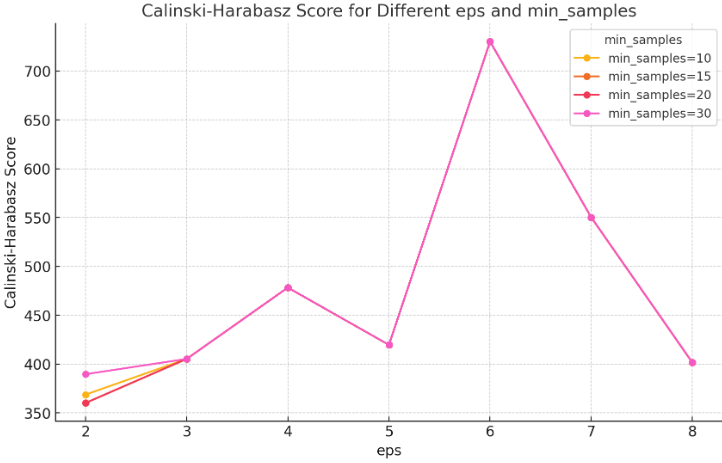 Calinski-Harabasz Score for Different eps and min_samples
min_samples
min_samples=10
min_samples=15
min_samples=20
min_samples=30
Calinski-Harabasz Score
700
650
600
550
500
450
400
350
2 3 4 5 6 7 8
eps